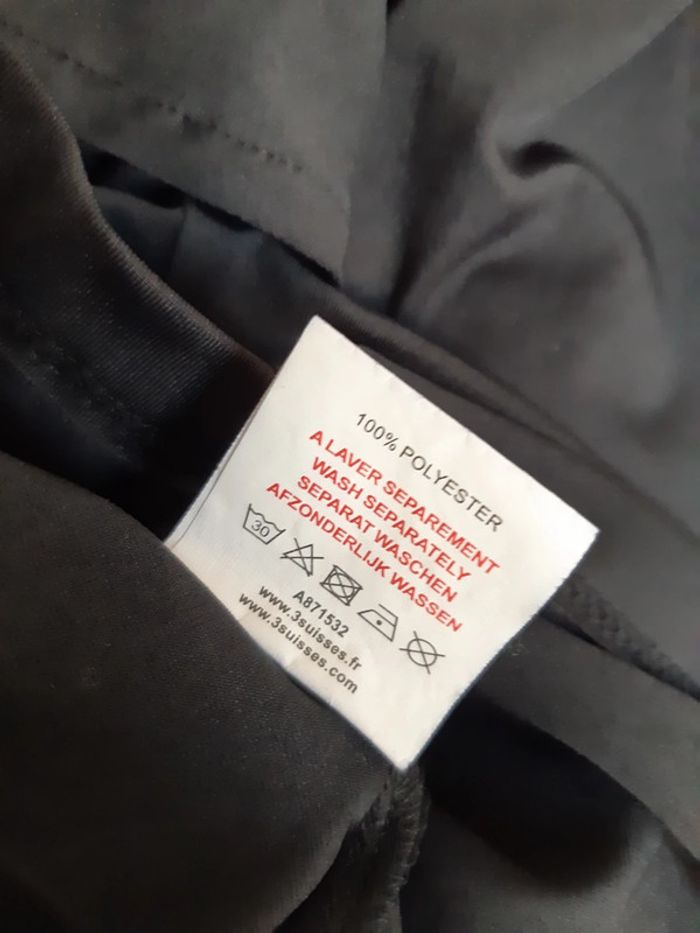 100% POLYESTER
A LAVER SEPAREMENT
WASH SEPARATELY
SEPARAT WASCHEN
AFZONDERLIJK WASSEN
30
A871532
www.3suisses.fr
www.3suisses.com